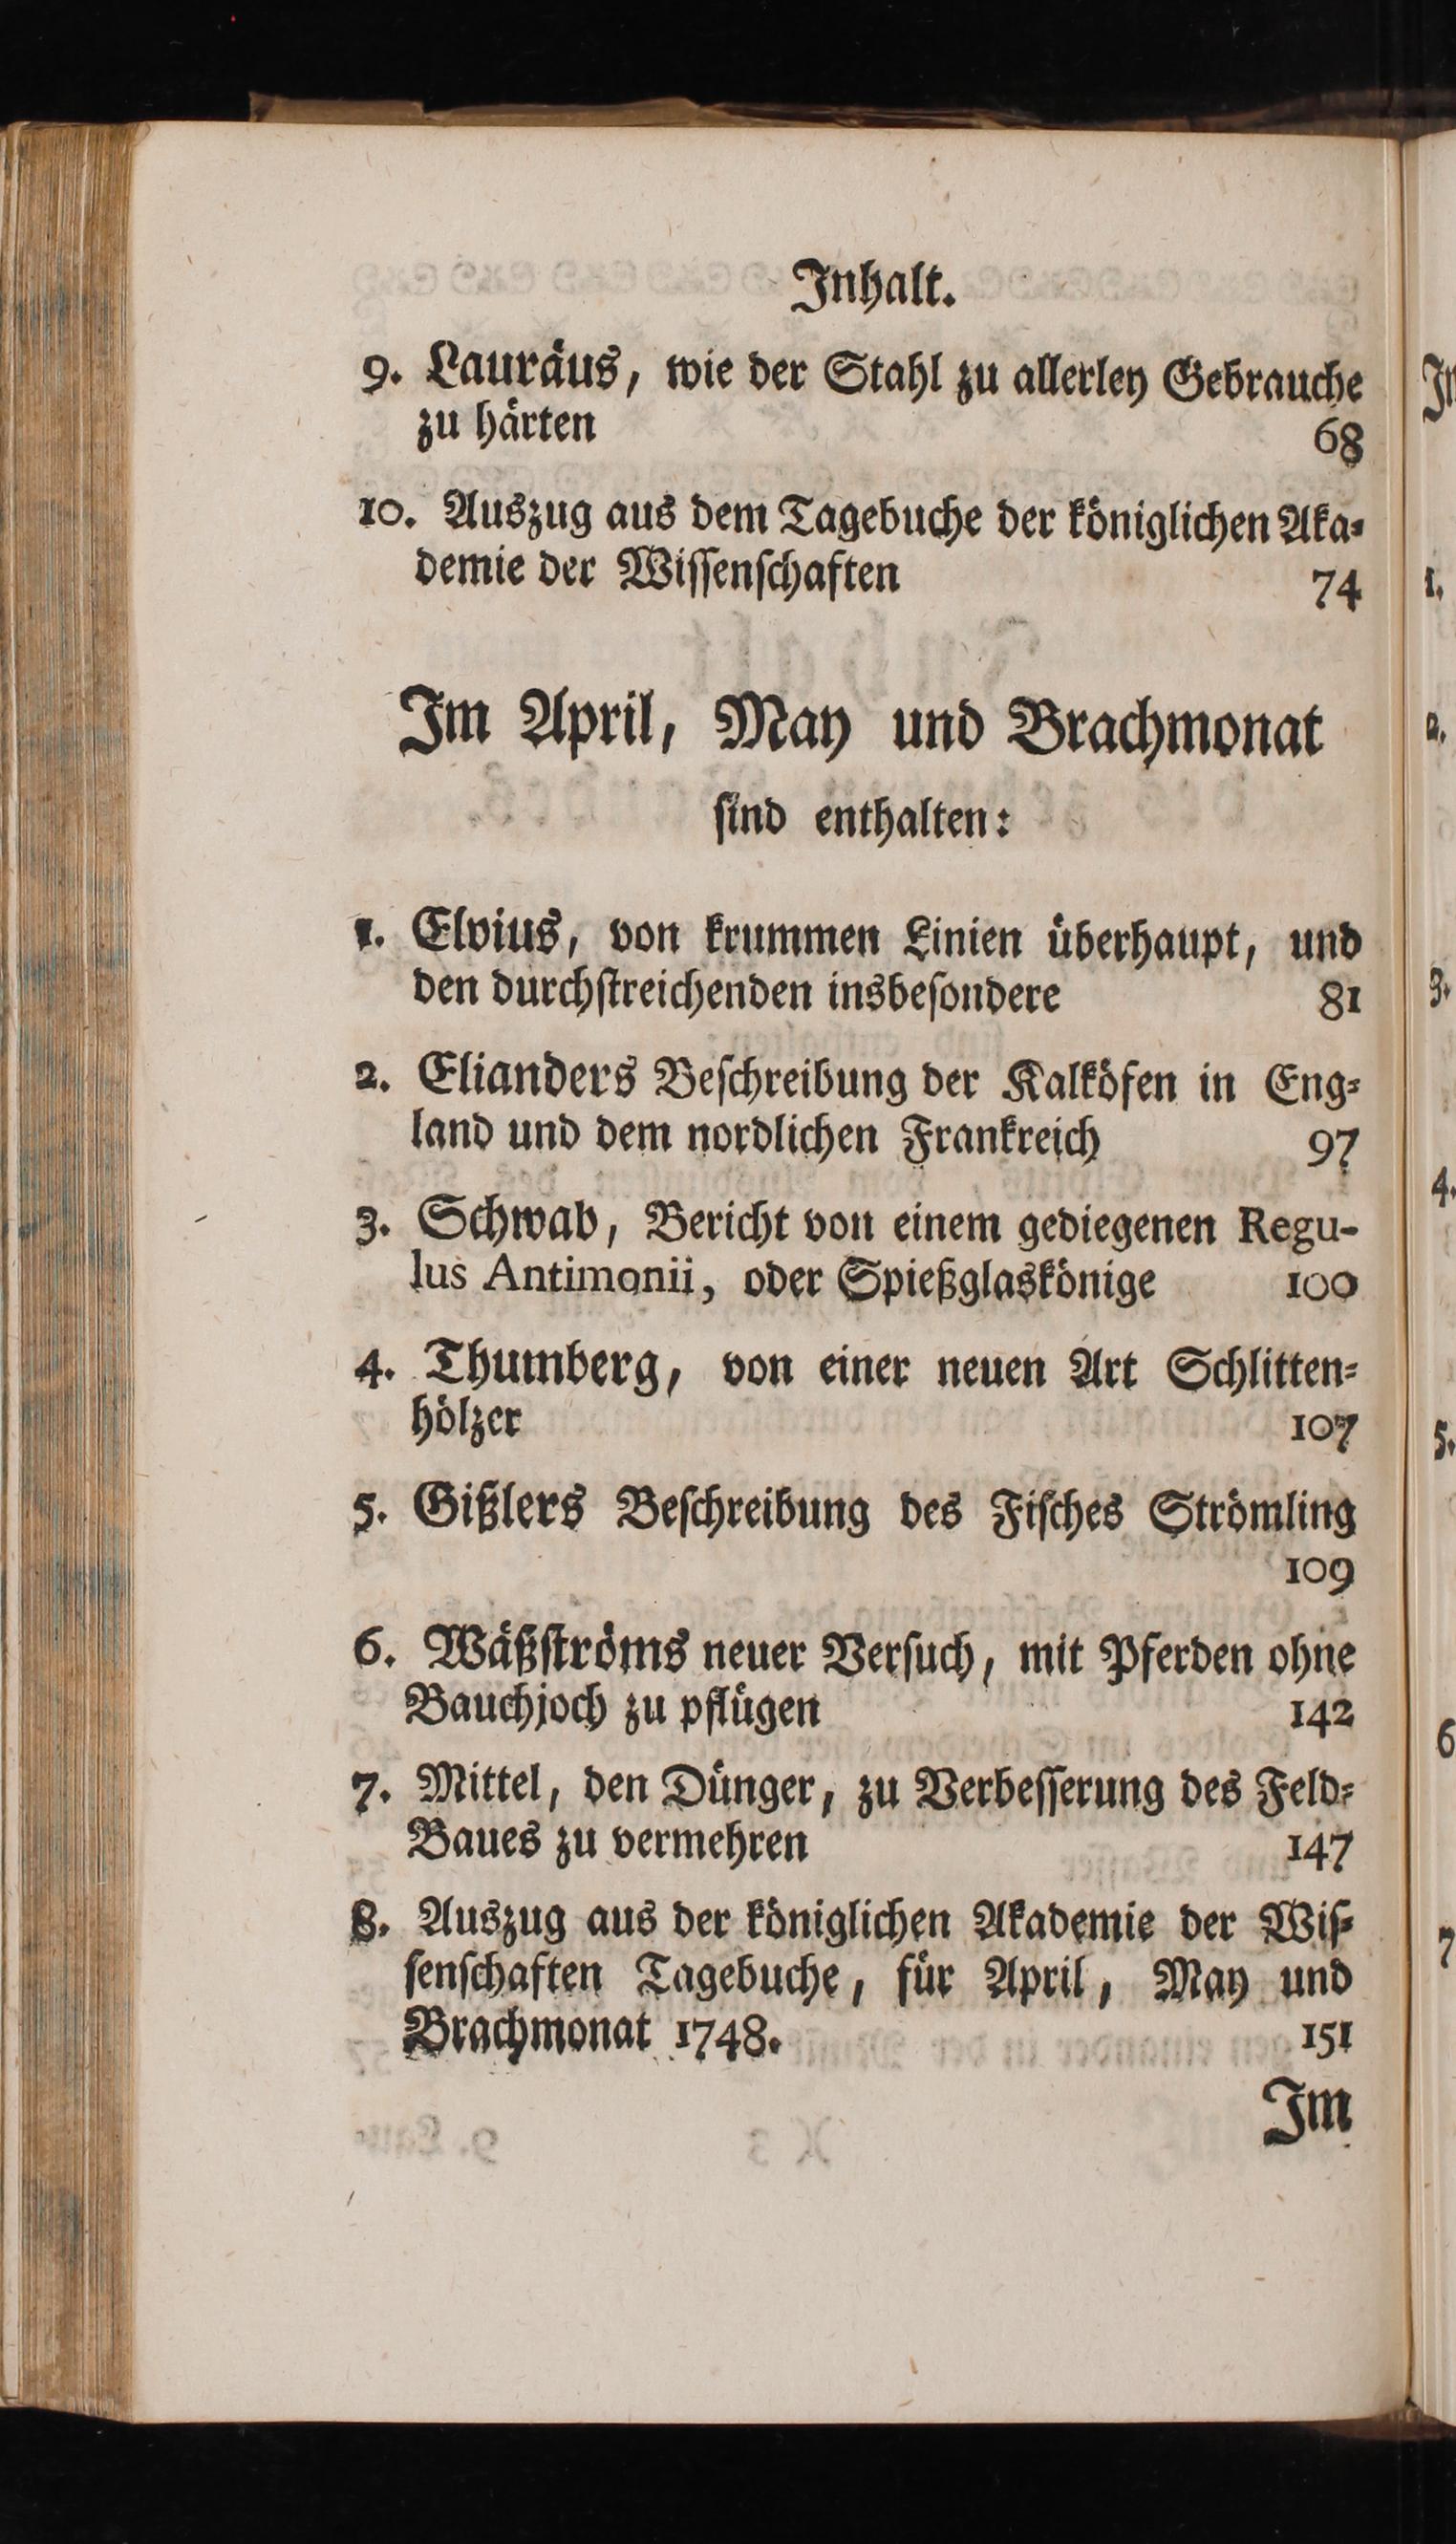 Inhalt.
9. Lauräus, wie der Stahl zu allerley Gebrauche
zu härten 68
10. Auszug aus dem Tagebuche der königlichen Aka-
demie der Wissenschaften 74
Im April, May und Brachmonat
sind enthalten:
1. Elvius, von krummen Linien überhaupt, und
den durchstreichenden insbesondere 81
2. Elianders Beschreibung der Kalköfen in Eng-
land und dem nordlichen Frankreich 97
3. Schwab, Bericht von einem gediegenen Regu-
lus Antimonii, oder Spießglaskönige 100
4. Thumberg, von einer neuen Art Schlitten-
hölzer 107
5. Gißlers Beschreibung des Fisches Strömling
109
6. Wäßströms neuer Versuch, mit Pferden ohne
Bauchjoch zu pflügen 142
7. Mittel, den Dünger, zu Verbesserung des Feld-
Baues zu vermehren 147
8. Auszug aus der königlichen Akademie der Wis-
senschaften Tagebuche, für April, May und
Brachmonat 1748. 151
Im